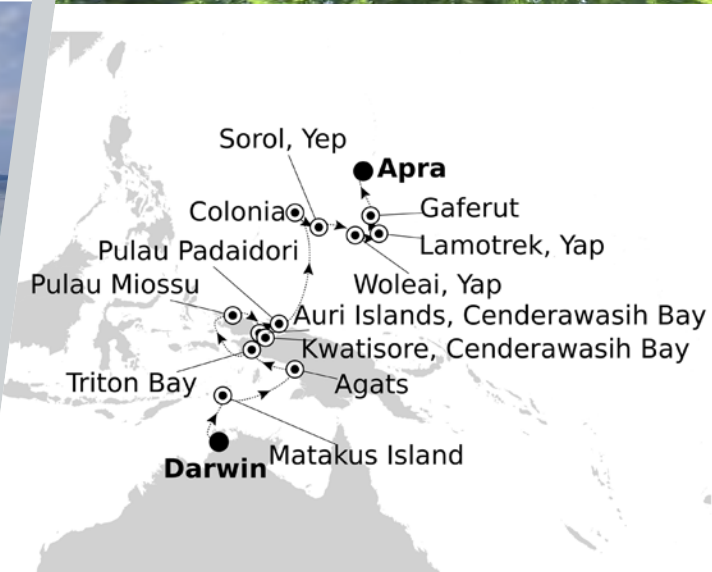 Sorol, Yep
Apra
Colonia
Gaferut
Lamotrek, Yap
Pulau Padaidori
Woleai, Yap
Pulau Miossu
Auri Islands, Cenderawasih Bay
Kwatisore, Cenderawasih Bay
Triton Bay
Agats
Matakus Island
Darwin